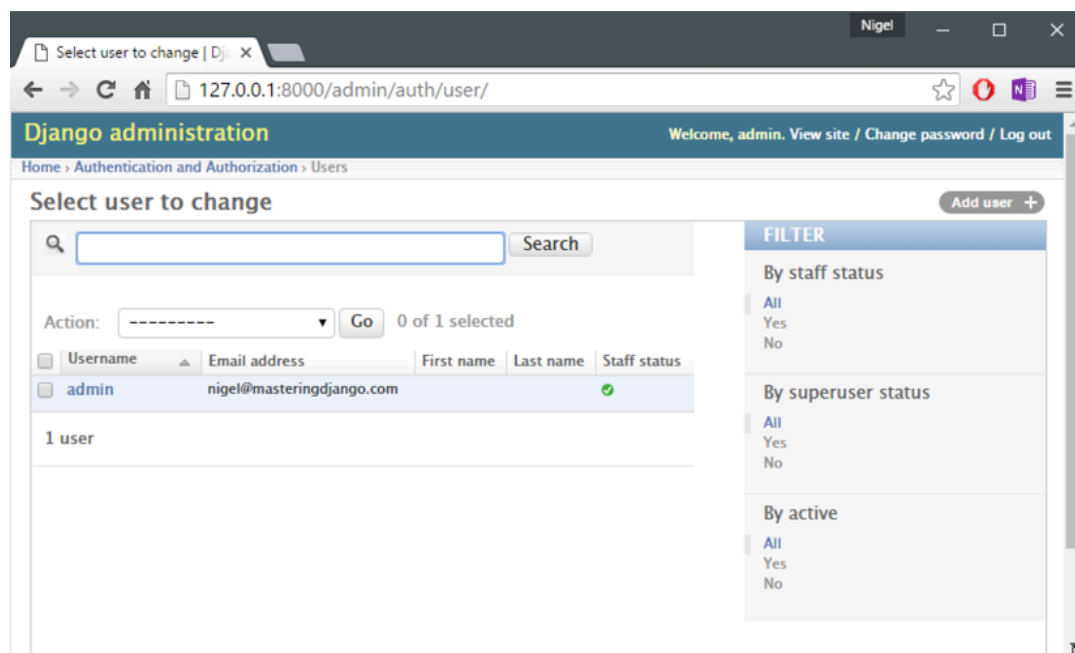 Nigel
Select user to change | Dj
127.0.0.1:8000/admin/auth/user/
Django administration
Welcome, admin. View site / Change password / Log out
Home › Authentication and Authorization › Users
Select user to change
Add user +
Search
FILTER
By staff status
All
Yes
No
Action: --------- Go 0 of 1 selected
Username Email address First name Last name Staff status
admin nigel@masteringdjango.com
1 user
By superuser status
All
Yes
No
By active
All
Yes
No